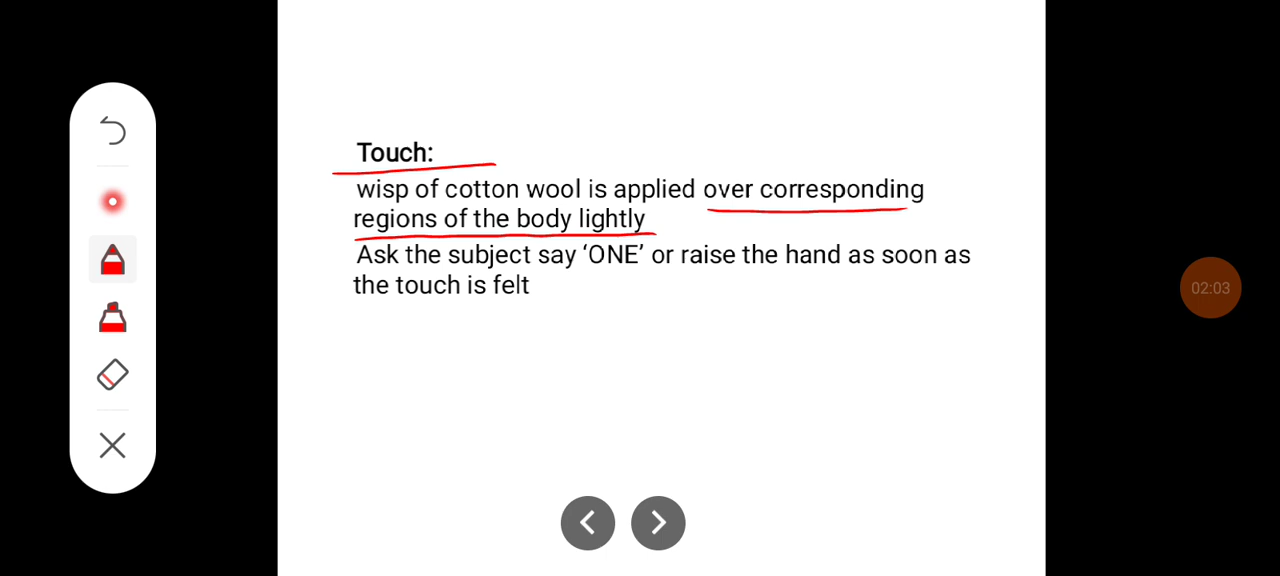 Touch:
wisp of cotton wool is applied over corresponding
regions of the body lightly
Ask the subject say ‘ONE’ or raise the hand as soon as
the touch is felt
02:03